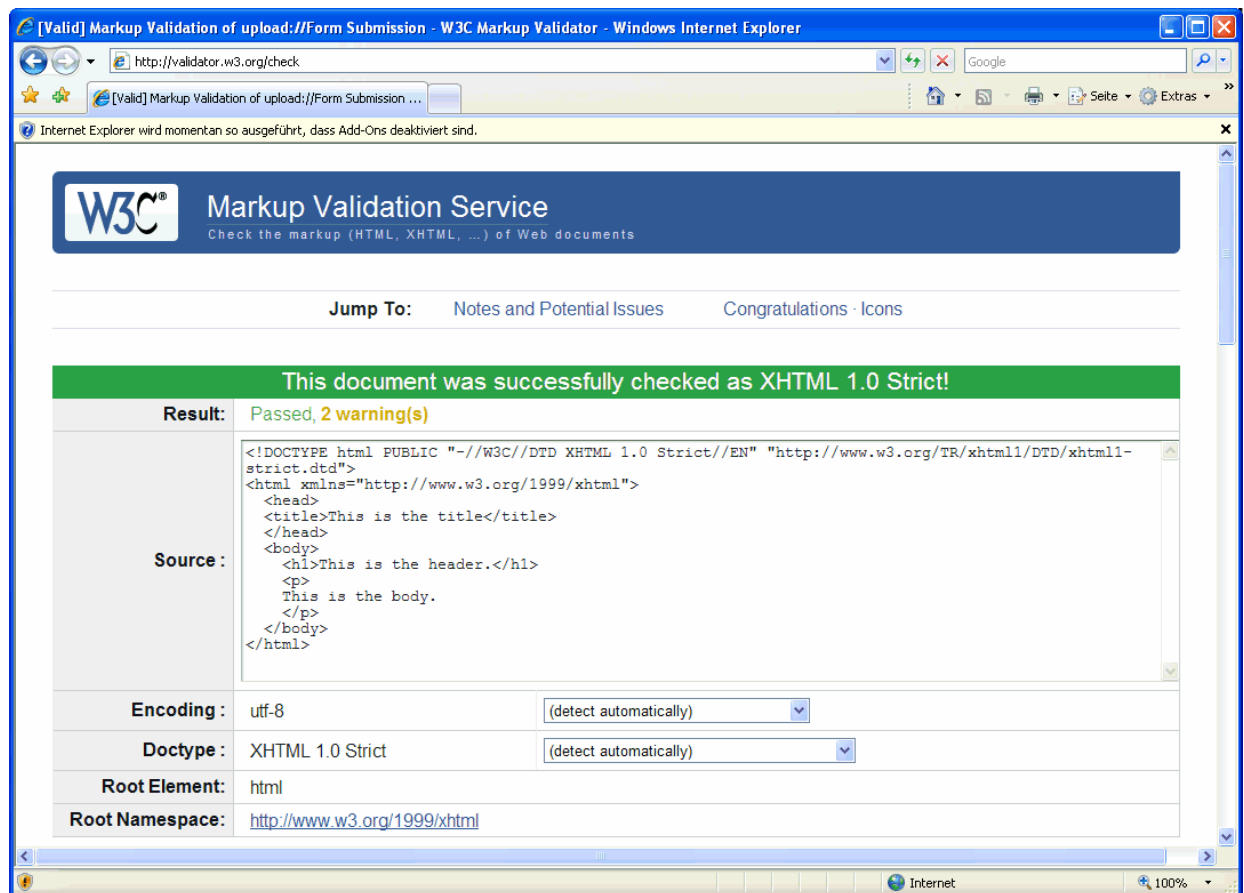 [Valid] Markup Validation of upload://Form Submission - W3C Markup Validator - Windows Internet Explorer
http://validator.w3.org/check
Google
[Valid] Markup Validation of upload://Form Submission ...
Seite
Extras
»
Internet Explorer wird momentan so ausgeführt, dass Add-Ons deaktiviert sind.
W3C®
Markup Validation Service
Check the markup (HTML, XHTML, ...) of Web documents
Jump To: Notes and Potential Issues Congratulations · Icons
This document was successfully checked as XHTML 1.0 Strict!
Result: Passed, 2 warning(s)
Source :
<!DOCTYPE html PUBLIC "-//W3C//DTD XHTML 1.0 Strict//EN" "http://www.w3.org/TR/xhtml1/DTD/xhtml1-
strict.dtd">
<html xmlns="http://www.w3.org/1999/xhtml">
  <head>
  <title>This is the title</title>
  </head>
  <body>
    <h1>This is the header.</h1>
    <p>
    This is the body.
    </p>
  </body>
</html>
Encoding : utf-8 (detect automatically)
Doctype : XHTML 1.0 Strict (detect automatically)
Root Element: html
Root Namespace: http://www.w3.org/1999/xhtml
Internet
100%